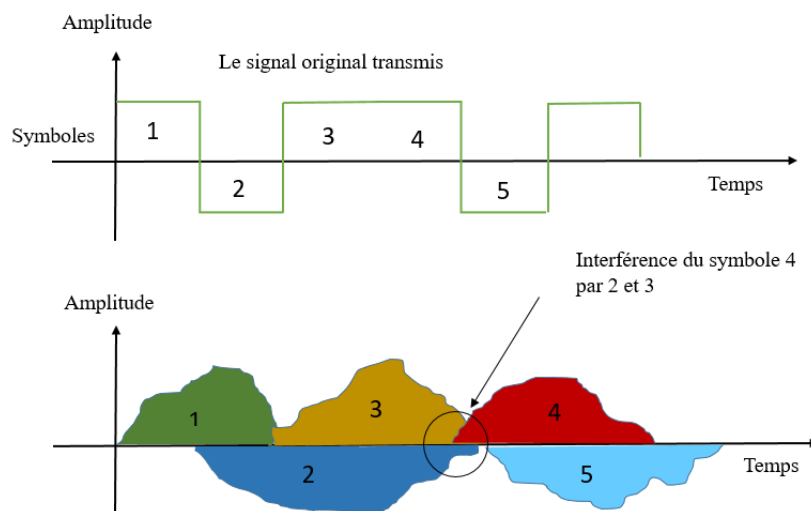 Amplitude
Le signal original transmis
Symboles
1
3
4
2
5
Temps
Interférence du symbole 4
par 2 et 3
Amplitude
1
3
4
2
5
Temps